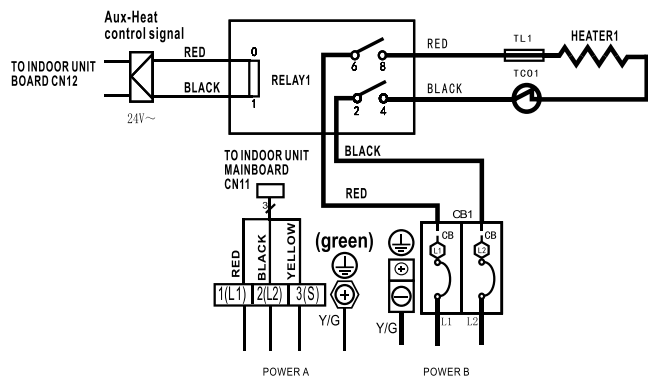 Aux-Heat
control signal
TO INDOOR UNIT
BOARD CN12
RED
BLACK
24V~
0
1
RELAY1
6
8
2
4
RED
BLACK
TL1
HEATER1
TCO1
BLACK
RED
TO INDOOR UNIT
MAINBOARD
CN11
3
RED
BLACK
YELLOW
(green)
1(L1)
2(L2)
3(S)
Y/G
Y/G
CB1
CB
CB
L1
L2
L1
L2
POWER A
POWER B